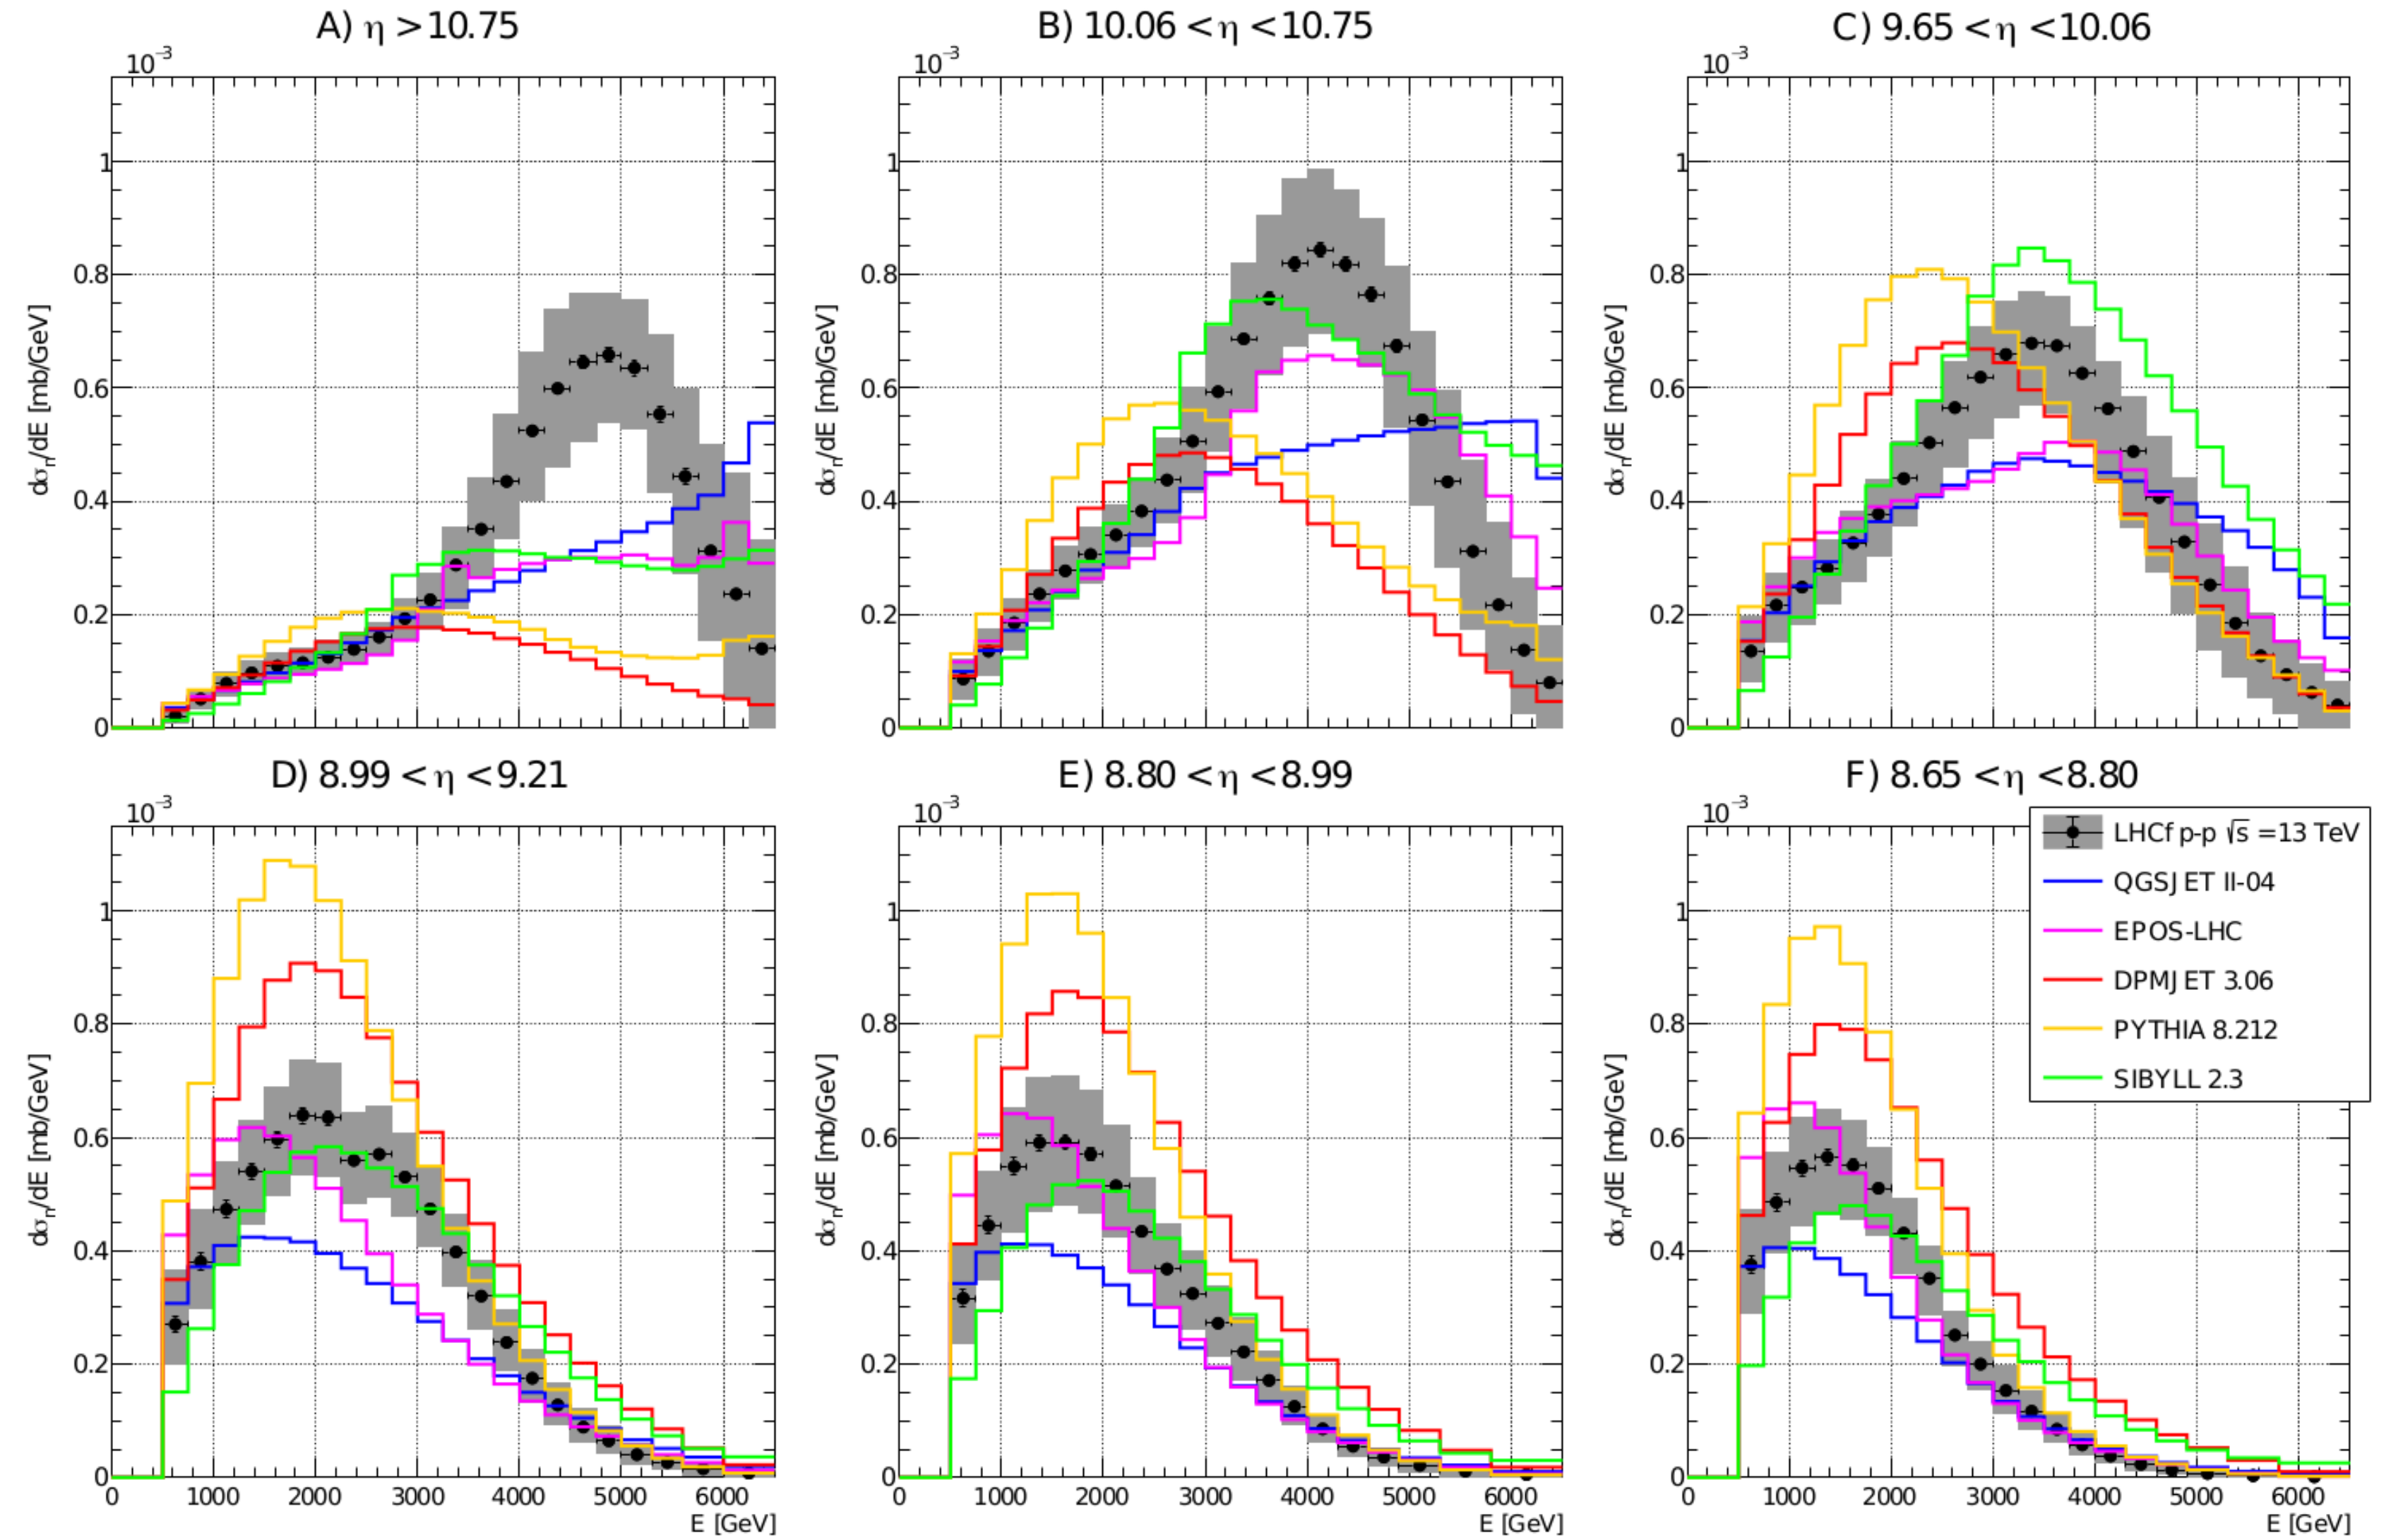 A) η >10.75
B) 10.06 < η <10.75
C) 9.65 < η <10.06
10⁻³
10⁻³
10⁻³
1
0.8
0.6
0.4
0.2
0
dσₙ/dE [mb/GeV]
1
0.8
0.6
0.4
0.2
0
dσₙ/dE [mb/GeV]
1
0.8
0.6
0.4
0.2
0
dσₙ/dE [mb/GeV]
D) 8.99 < η <9.21
E) 8.80 < η <8.99
F) 8.65 < η <8.80
10⁻³
10⁻³
10⁻³
1
0.8
0.6
0.4
0.2
0
dσₙ/dE [mb/GeV]
0 1000 2000 3000 4000 5000 6000
E [GeV]
1
0.8
0.6
0.4
0.2
0
dσₙ/dE [mb/GeV]
0 1000 2000 3000 4000 5000 6000
E [GeV]
1
0.8
0.6
0.4
0.2
0
dσₙ/dE [mb/GeV]
0 1000 2000 3000 4000 5000 6000
E [GeV]
LHCf p-p √s =13 TeV
QGSJET II-04
EPOS-LHC
DPMJET 3.06
PYTHIA 8.212
SIBYLL 2.3